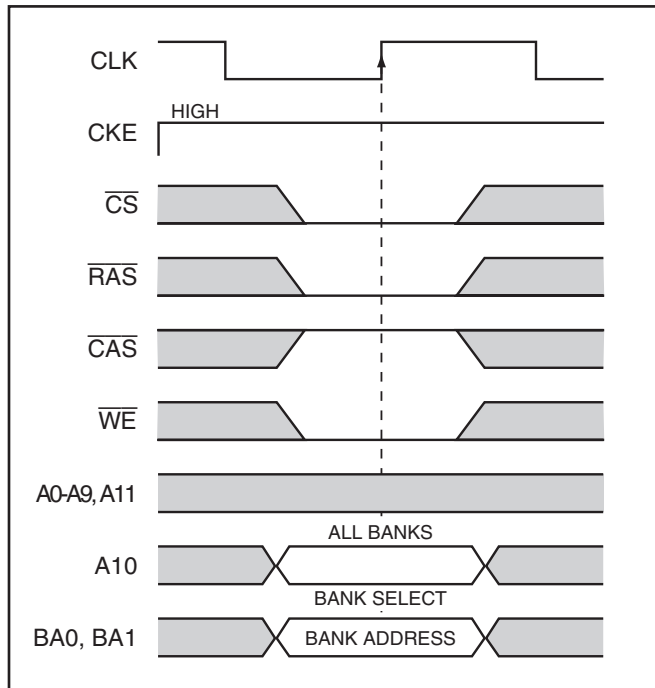 CLK
CKE
HIGH
CS
RAS
CAS
WE
A0-A9, A11
ALL BANKS
A10
BANK SELECT
BA0, BA1
BANK ADDRESS